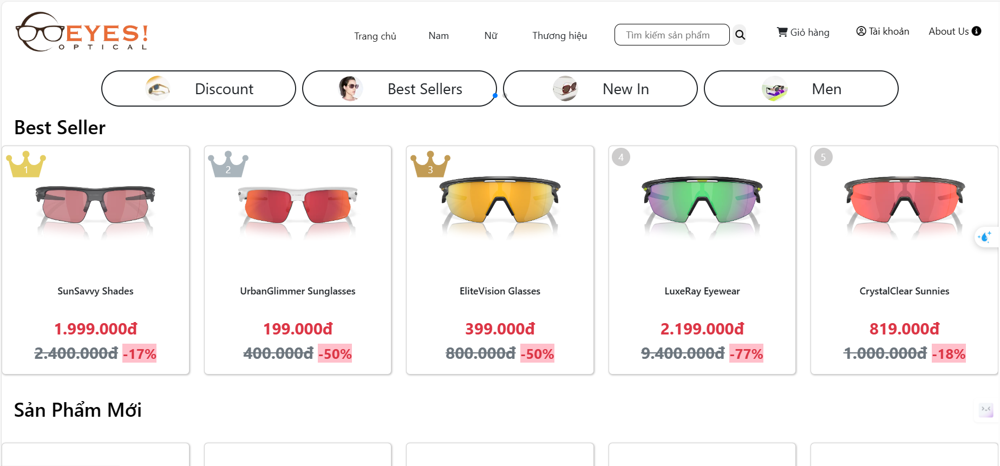 EYES!
OPTICAL
Trang chủ
Nam
Nữ
Thương hiệu
Tìm kiếm sản phẩm
Giỏ hàng
Tài khoản
About Us
Discount
Best Sellers
New In
Men
Best Seller
1
2
3
4
5
SunSavvy Shades
UrbanGlimmer Sunglasses
EliteVision Glasses
LuxeRay Eyewear
CrystalClear Sunnies
1.999.000đ
199.000đ
399.000đ
2.199.000đ
819.000đ
2.400.000đ -17%
400.000đ -50%
800.000đ -50%
9.400.000đ -77%
1.000.000đ -18%
Sản Phẩm Mới